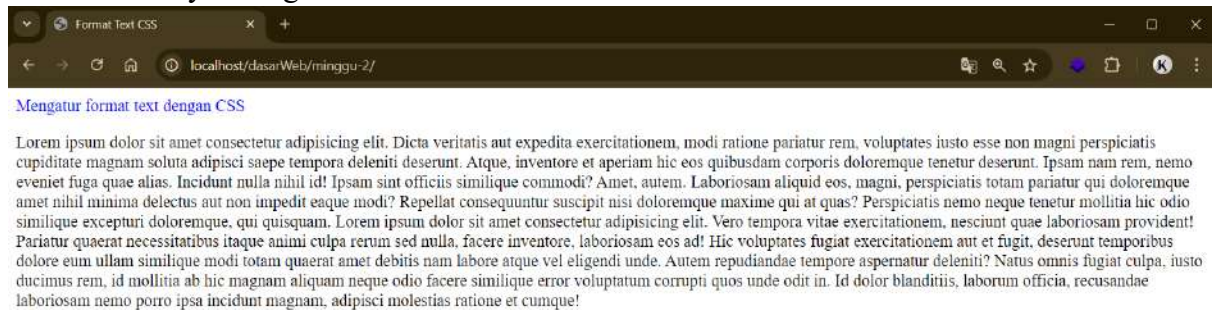 Format Text CSS
localhost/dasarWeb/minggu-2/
K
Mengatur format text dengan CSS
Lorem ipsum dolor sit amet consectetur adipisicing elit. Dicta veritatis aut expedita exercitationem, modi ratione pariatur rem, voluptates iusto esse non magni perspiciatis
cupiditate magnam soluta adipisci saepe tempora deleniti deserunt. Atque, inventore et aperiam hic eos quibusdam corporis doloremque tenetur deserunt. Ipsam nam rem, nemo
eveniet fuga quae alias. Incidunt nulla nihil id! Ipsam sint officiis similique commodi? Amet, autem. Laboriosam aliquid eos, magni, perspiciatis totam pariatur qui doloremque
amet nihil minima delectus aut non impedit eaque modi? Repellat consequuntur suscipit nisi doloremque maxime qui at quas? Perspiciatis nemo neque tenetur mollitia hic odio
similique excepturi doloremque, qui quisquam. Lorem ipsum dolor sit amet consectetur adipisicing elit. Vero tempora vitae exercitationem, nesciunt quae laboriosam provident!
Pariatur quaerat necessitatibus itaque animi culpa rerum sed nulla, facere inventore, laboriosam eos ad! Hic voluptates fugiat exercitationem aut et fugit, deserunt temporibus
dolore eum ullam similique modi totam quaerat amet debitis nam labore atque vel eligendi unde. Autem repudiandae tempore aspernatur deleniti? Natus omnis fugiat culpa, iusto
ducimus rem, id mollitia ab hic magnam aliquam neque odio facere similique error voluptatum corrupti quos unde odit in. Id dolor blanditiis, laborum officia, recusandae
laboriosam nemo porro ipsa incidunt magnam, adipisci molestias ratione et cumque!